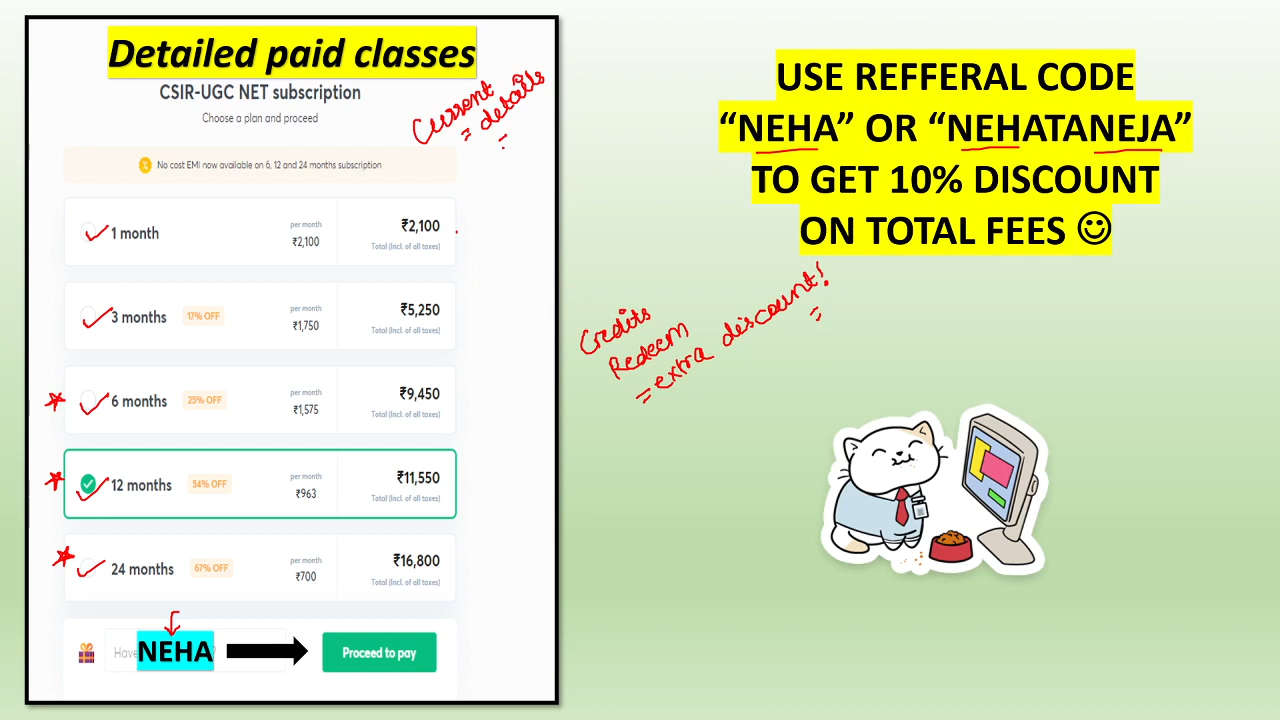 Detailed paid classes
CSIR-UGC NET subscription
Choose a plan and proceed
Current
details
No cost EMI now available on 6, 12 and 24 months subscription
1 month
per month
₹2,100
₹2,100
Total (Incl. of all taxes)
3 months
17% OFF
per month
₹1,750
₹5,250
Total (Incl. of all taxes)
6 months
25% OFF
per month
₹1,575
₹9,450
Total (Incl. of all taxes)
12 months
54% OFF
per month
₹963
₹11,550
Total (Incl. of all taxes)
24 months
67% OFF
per month
₹700
₹16,800
Total (Incl. of all taxes)
Have
NEHA
Proceed to pay
USE REFFERAL CODE
“NEHA” OR “NEHATANEJA”
TO GET 10% DISCOUNT
ON TOTAL FEES
Credits
Redeem
extra discount!